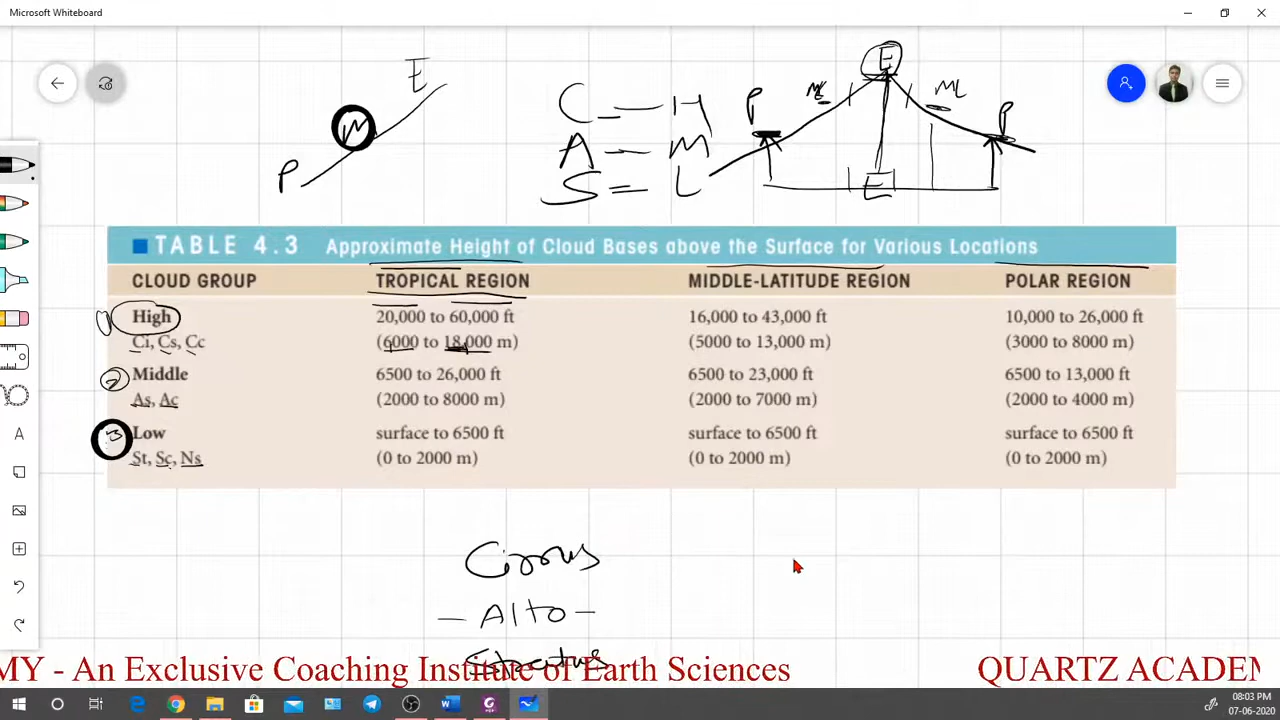 Microsoft Whiteboard
E
M
P
C — H
A — M
S = L
E
P
ML
ML
P
E
TABLE 4.3 Approximate Height of Cloud Bases above the Surface for Various Locations
CLOUD GROUP TROPICAL REGION MIDDLE-LATITUDE REGION POLAR REGION
1 High 20,000 to 60,000 ft 16,000 to 43,000 ft 10,000 to 26,000 ft
Ci, Cs, Cc (6000 to 18,000 m) (5000 to 13,000 m) (3000 to 8000 m)
2 Middle 6500 to 26,000 ft 6500 to 23,000 ft 6500 to 13,000 ft
As, Ac (2000 to 8000 m) (2000 to 7000 m) (2000 to 4000 m)
3 Low surface to 6500 ft surface to 6500 ft surface to 6500 ft
St, Sc, Ns (0 to 2000 m) (0 to 2000 m) (0 to 2000 m)
Cirrus
— Alto —
Stratus
MY - An Exclusive Coaching Institute of Earth Sciences QUARTZ ACADEM
08:03 PM
07-06-2020